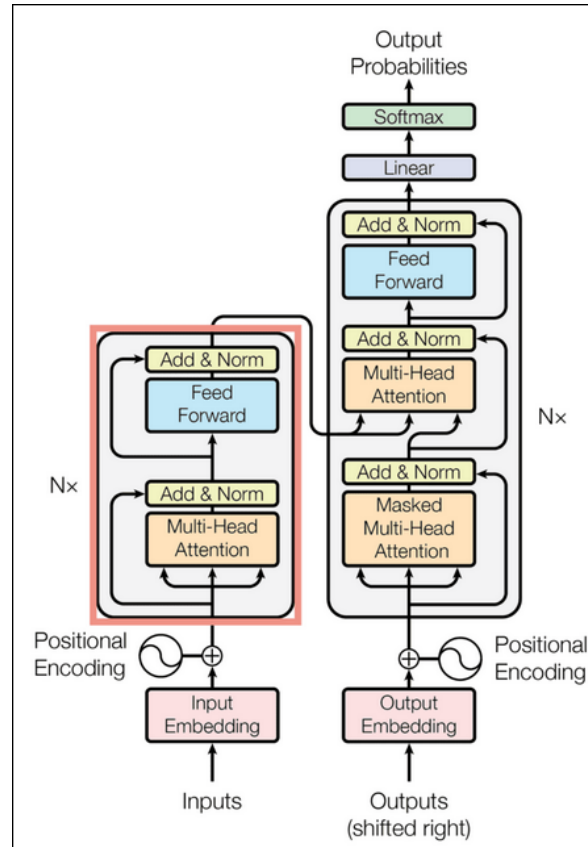 Output
Probabilities
Softmax
Linear
Add & Norm
Feed
Forward
Add & Norm
Multi-Head
Attention
Add & Norm
Masked
Multi-Head
Attention
Nx
Add & Norm
Feed
Forward
Add & Norm
Multi-Head
Attention
N×
Positional
Encoding
Positional
Encoding
Input
Embedding
Output
Embedding
Inputs
Outputs
(shifted right)